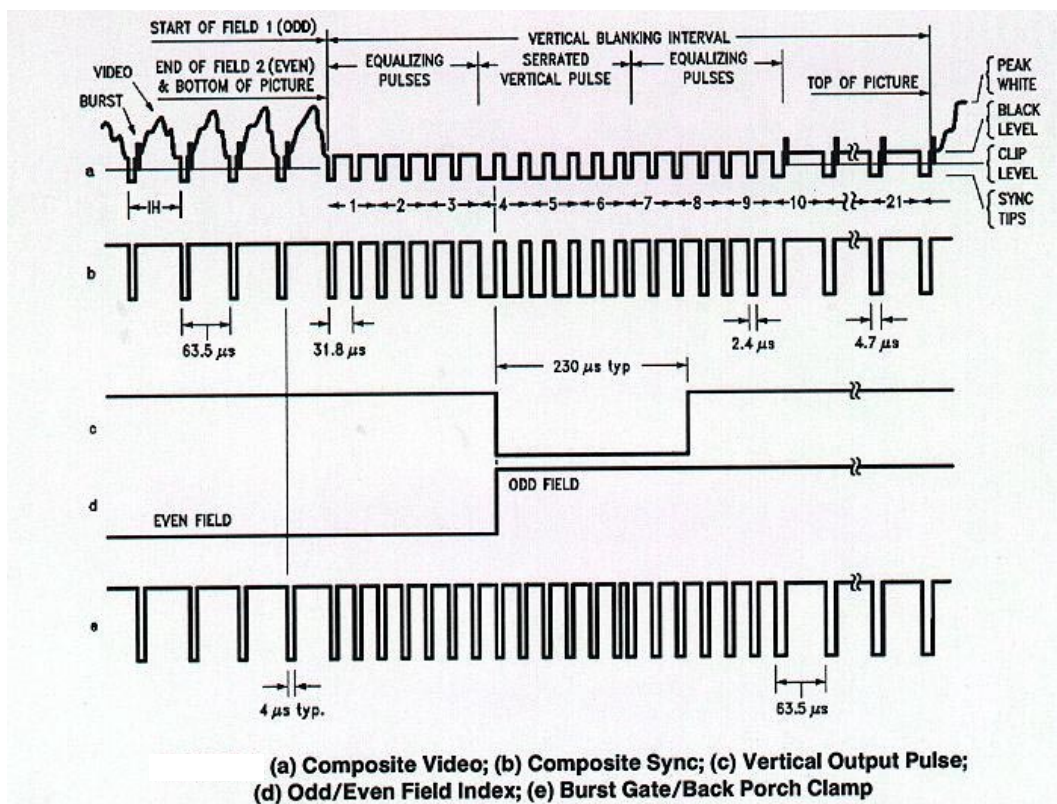 START OF FIELD 1 (ODD)
VERTICAL BLANKING INTERVAL
END OF FIELD 2 (EVEN)
& BOTTOM OF PICTURE
EQUALIZING
PULSES
SERRATED
VERTICAL PULSE
EQUALIZING
PULSES
TOP OF PICTURE
VIDEO
BURST
PEAK
WHITE
BLACK
LEVEL
CLIP
LEVEL
SYNC
TIPS
a
1H
1 2 3 4 5 6 7 8 9 10 21
b
63.5 µs
31.8 µs
2.4 µs
4.7 µs
230 µs typ
c
ODD FIELD
d
EVEN FIELD
e
4 µs typ.
63.5 µs
(a) Composite Video; (b) Composite Sync; (c) Vertical Output Pulse;
(d) Odd/Even Field Index; (e) Burst Gate/Back Porch Clamp